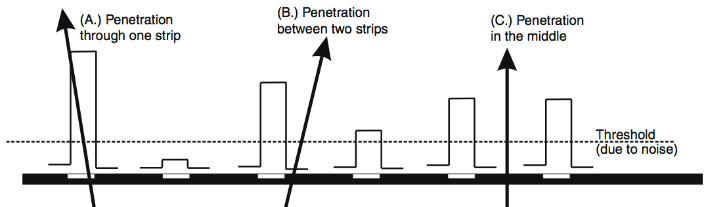 (A.) Penetration
through one strip
(B.) Penetration
between two strips
(C.) Penetration
in the middle
Threshold
(due to noise)